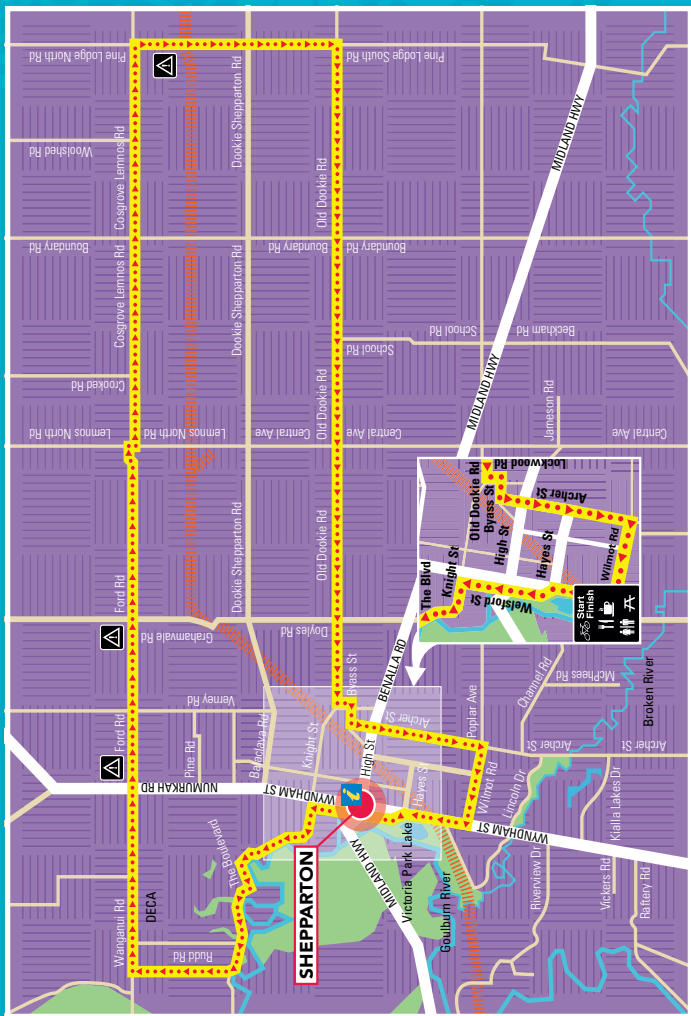 Pine Lodge North Rd
Pine Lodge South Rd
Woolshed Rd
Cosgrove Lemnos Rd
Dookie Shepparton Rd
Old Dookie Rd
MIDLAND HWY
Boundary Rd
Boundary Rd
Boundary Rd
Cosgrove Lemnos Rd
Dookie Shepparton Rd
School Rd
School Rd
Beckham Rd
Crooked Rd
Old Dookie Rd
MIDLAND HWY
Jameson Rd
Lemnos North Rd
Lemnos North Rd
Central Ave
Central Ave
Central Ave
Dookie Shepparton Rd
Old Dookie Rd
Ford Rd
Grahamvale Rd
Doyles Rd
The Blvd
Knight St
Old Dookie Rd
Byass St
High St
Hayes St
Lockwood Rd
Archer St
Welsford St
Wilmot Rd
Start
Finish
BENALLA RD
Byass St
Verney Rd
Ford Rd
Pine Rd
Balaclava Rd
Knight St
High St
Archer St
Poplar Ave
Channel Rd
McPhees Rd
Broken River
Archer St
Archer St
NUMURKAH RD
WYNDHAM ST
i
Hayes St
Wilmot Rd
Lincoln Dr
WYNDHAM ST
Kialla Lakes Dr
Riverview Dr
Vickers Rd
Raftery Rd
The Boulevard
SHEPPARTON
MIDLAND HWY
Victoria Park Lake
Goulburn River
Wanganui Rd
DECA
Rudd Rd